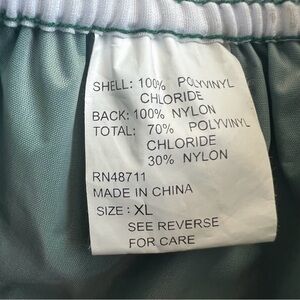 SHELL: 100% POLYVINYL
CHLORIDE
BACK: 100% NYLON
TOTAL: 70% POLYVINYL
CHLORIDE
30% NYLON
RN48711
MADE IN CHINA
SIZE: XL
SEE REVERSE
FOR CARE